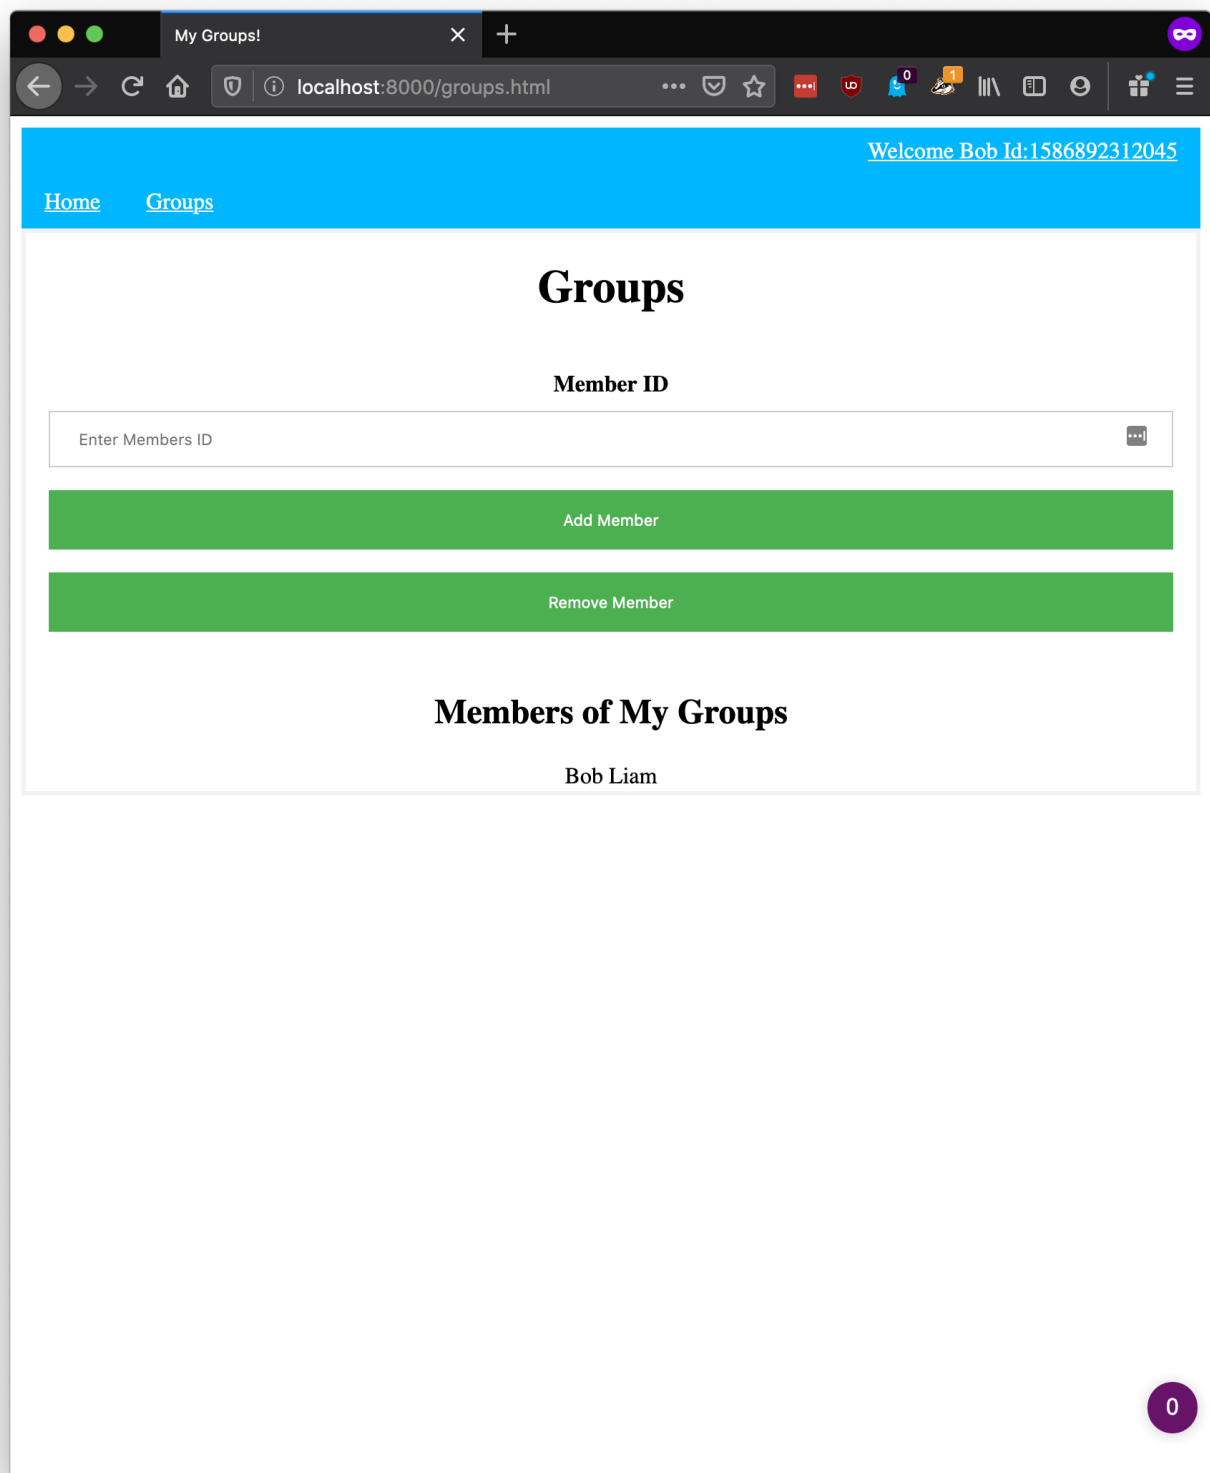 My Groups!
localhost:8000/groups.html
0
1
Welcome Bob Id:1586892312045
Home Groups
Groups
Member ID
Enter Members ID
Add Member
Remove Member
Members of My Groups
Bob Liam
0